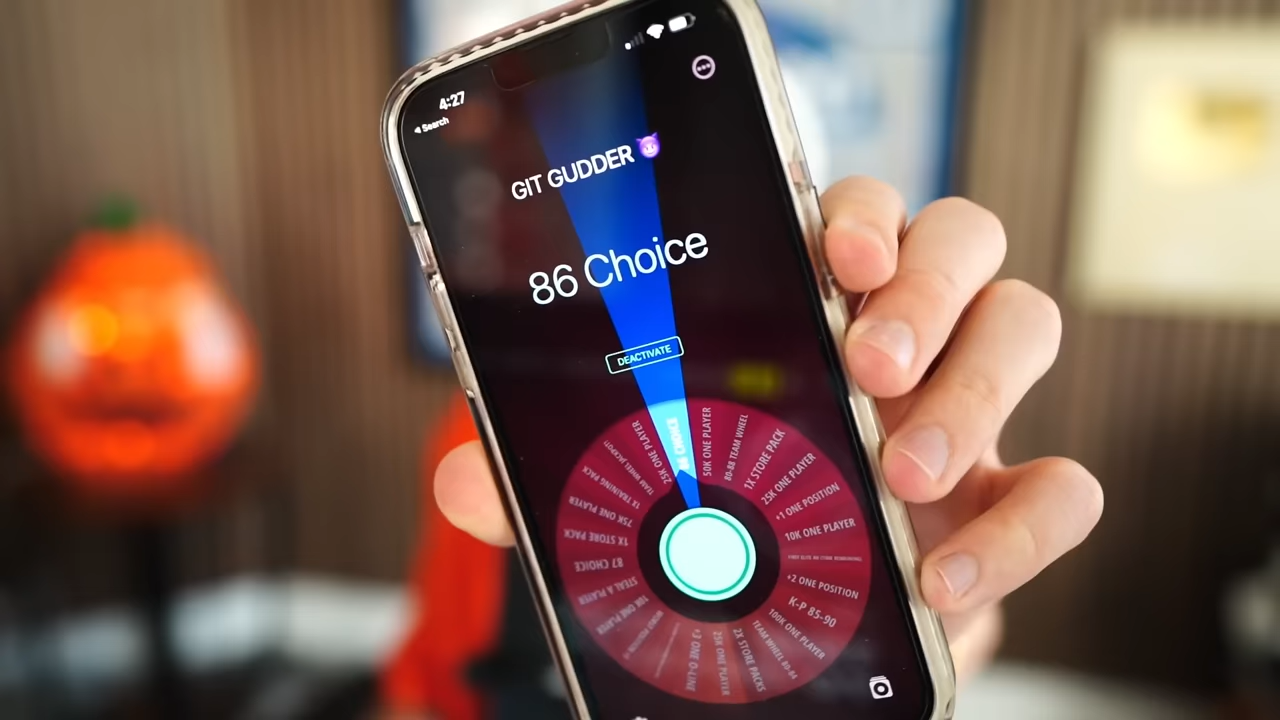 4:27
◀ Search
GIT GUDDER 😈
86 Choice
DEACTIVATE
86 CHOICE
50K ONE PLAYER
80-88 TEAM WHEEL
1X STORE PACK
25K ONE PLAYER
+1 ONE POSITION
10K ONE PLAYER
+2 ONE POSITION
K-P 85-90
100K ONE PLAYER
TEAM WHEEL 80-84
2X STORE PACKS
25K ONE PLAYER
+3 ONE O-LINE
10K ONE PLAYER
STEAL A PLAYER
87 CHOICE
1X STORE PACK
75K ONE PLAYER
1X TRAINING PACK
TEAM WHEEL JACKPOT!
25K ONE PLAYER